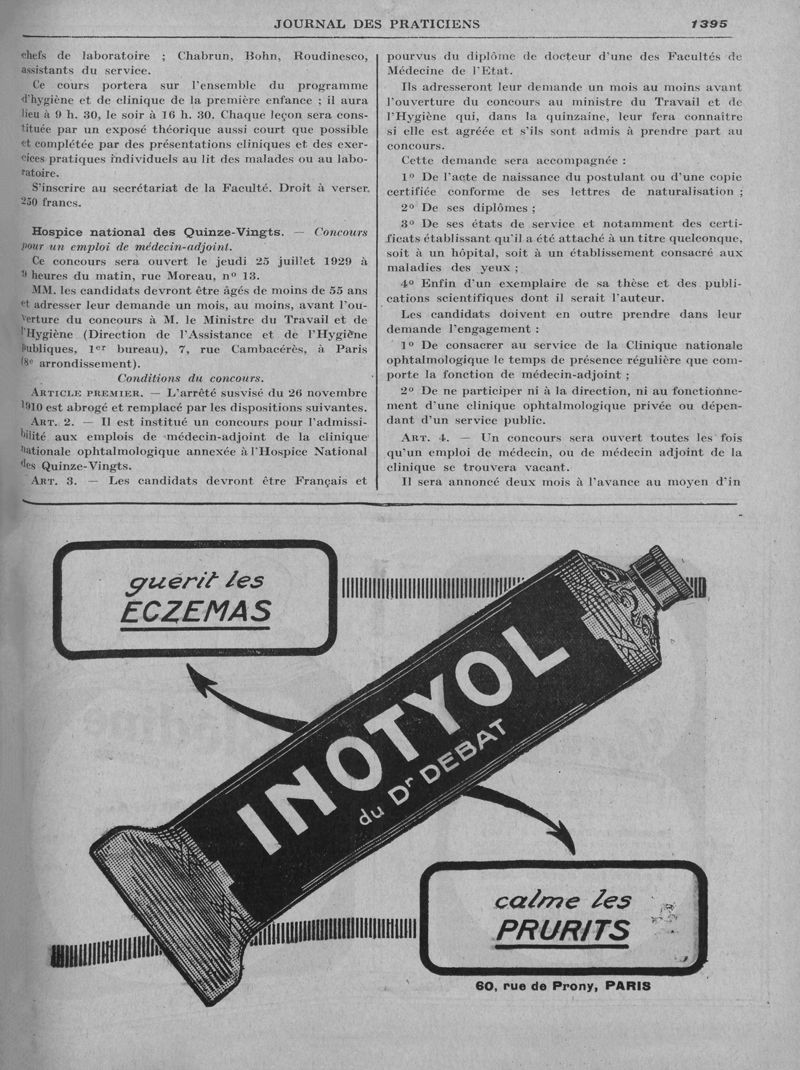 JOURNAL DES PRATICIENS 1395
chefs de laboratoire ; Chabrun, Bohn, Roudinesco,
assistants du service.
Ce cours portera sur l'ensemble du programme
d'hygiène et de clinique de la première enfance ; il aura
lieu à 9 h. 30, le soir à 16 h. 30. Chaque leçon sera cons-
tituée par un exposé théorique aussi court que possible
et complétée par des présentations cliniques et des exer-
cices pratiques individuels au lit des malades ou au labo-
ratoire.
S'inscrire au secrétariat de la Faculté. Droit à verser,
250 francs.
Hospice national des Quinze-Vingts. — Concours
pour un emploi de médecin-adjoint.
Ce concours sera ouvert le jeudi 25 juillet 1929 à
9 heures du matin, rue Moreau, nº 13.
MM. les candidats devront être âgés de moins de 55 ans
et adresser leur demande un mois, au moins, avant l'ou-
verture du concours à M. le Ministre du Travail et de
l'Hygiène (Direction de l'Assistance et de l'Hygiène
Publiques, 1er bureau), 7, rue Cambacérès, à Paris
(8e arrondissement).
Conditions du concours.
ARTICLE PREMIER. — L'arrêté susvisé du 26 novembre
1910 est abrogé et remplacé par les dispositions suivantes.
ART. 2. — Il est institué un concours pour l'admissi-
bilité aux emplois de médecin-adjoint de la clinique
nationale ophtalmologique annexée à l'Hospice National
des Quinze-Vingts.
ART. 3. — Les candidats devront être Français et
pourvus du diplôme de docteur d'une des Facultés de
Médecine de l'Etat.
Ils adresseront leur demande un mois au moins avant
l'ouverture du concours au ministre du Travail et de
l'Hygiène qui, dans la quinzaine, leur fera connaître
si elle est agréée et s'ils sont admis à prendre part au
concours.
Cette demande sera accompagnée :
1º De l'acte de naissance du postulant ou d'une copie
certifiée conforme de ses lettres de naturalisation ;
2º De ses diplômes ;
3º De ses états de service et notamment des certi-
ficats établissant qu'il a été attaché à un titre quelconque,
soit à un hôpital, soit à un établissement consacré aux
maladies des yeux ;
4º Enfin d'un exemplaire de sa thèse et des publi-
cations scientifiques dont il serait l'auteur.
Les candidats doivent en outre prendre dans leur
demande l'engagement :
1º De consacrer au service de la Clinique nationale
ophtalmologique le temps de présence régulière que com-
porte la fonction de médecin-adjoint ;
2º De ne participer ni à la direction, ni au fonctionne-
ment d'une clinique ophtalmologique privée ou dépen-
dant d'un service public.
ART. 4. — Un concours sera ouvert toutes les fois
qu'un emploi de médecin, ou de médecin adjoint de la
clinique se trouvera vacant.
Il sera annoncé deux mois à l'avance au moyen d'in
guérit les
ECZEMAS
INOTYOL
du Dr DEBAT
calme les
PRURITS
60, rue de Prony, PARIS